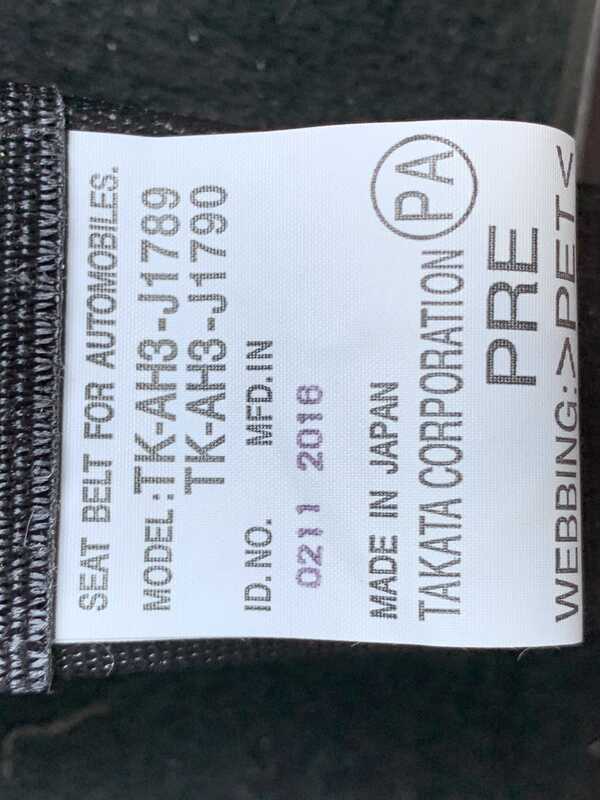 SEAT BELT FOR AUTOMOBILES.
MODEL:TK-AH3-J1789
TK-AH3-J1790
ID.NO. MFD.IN
0211 2016
MADE IN JAPAN
TAKATA CORPORATION PA
PRE
WEBBING:>PET<